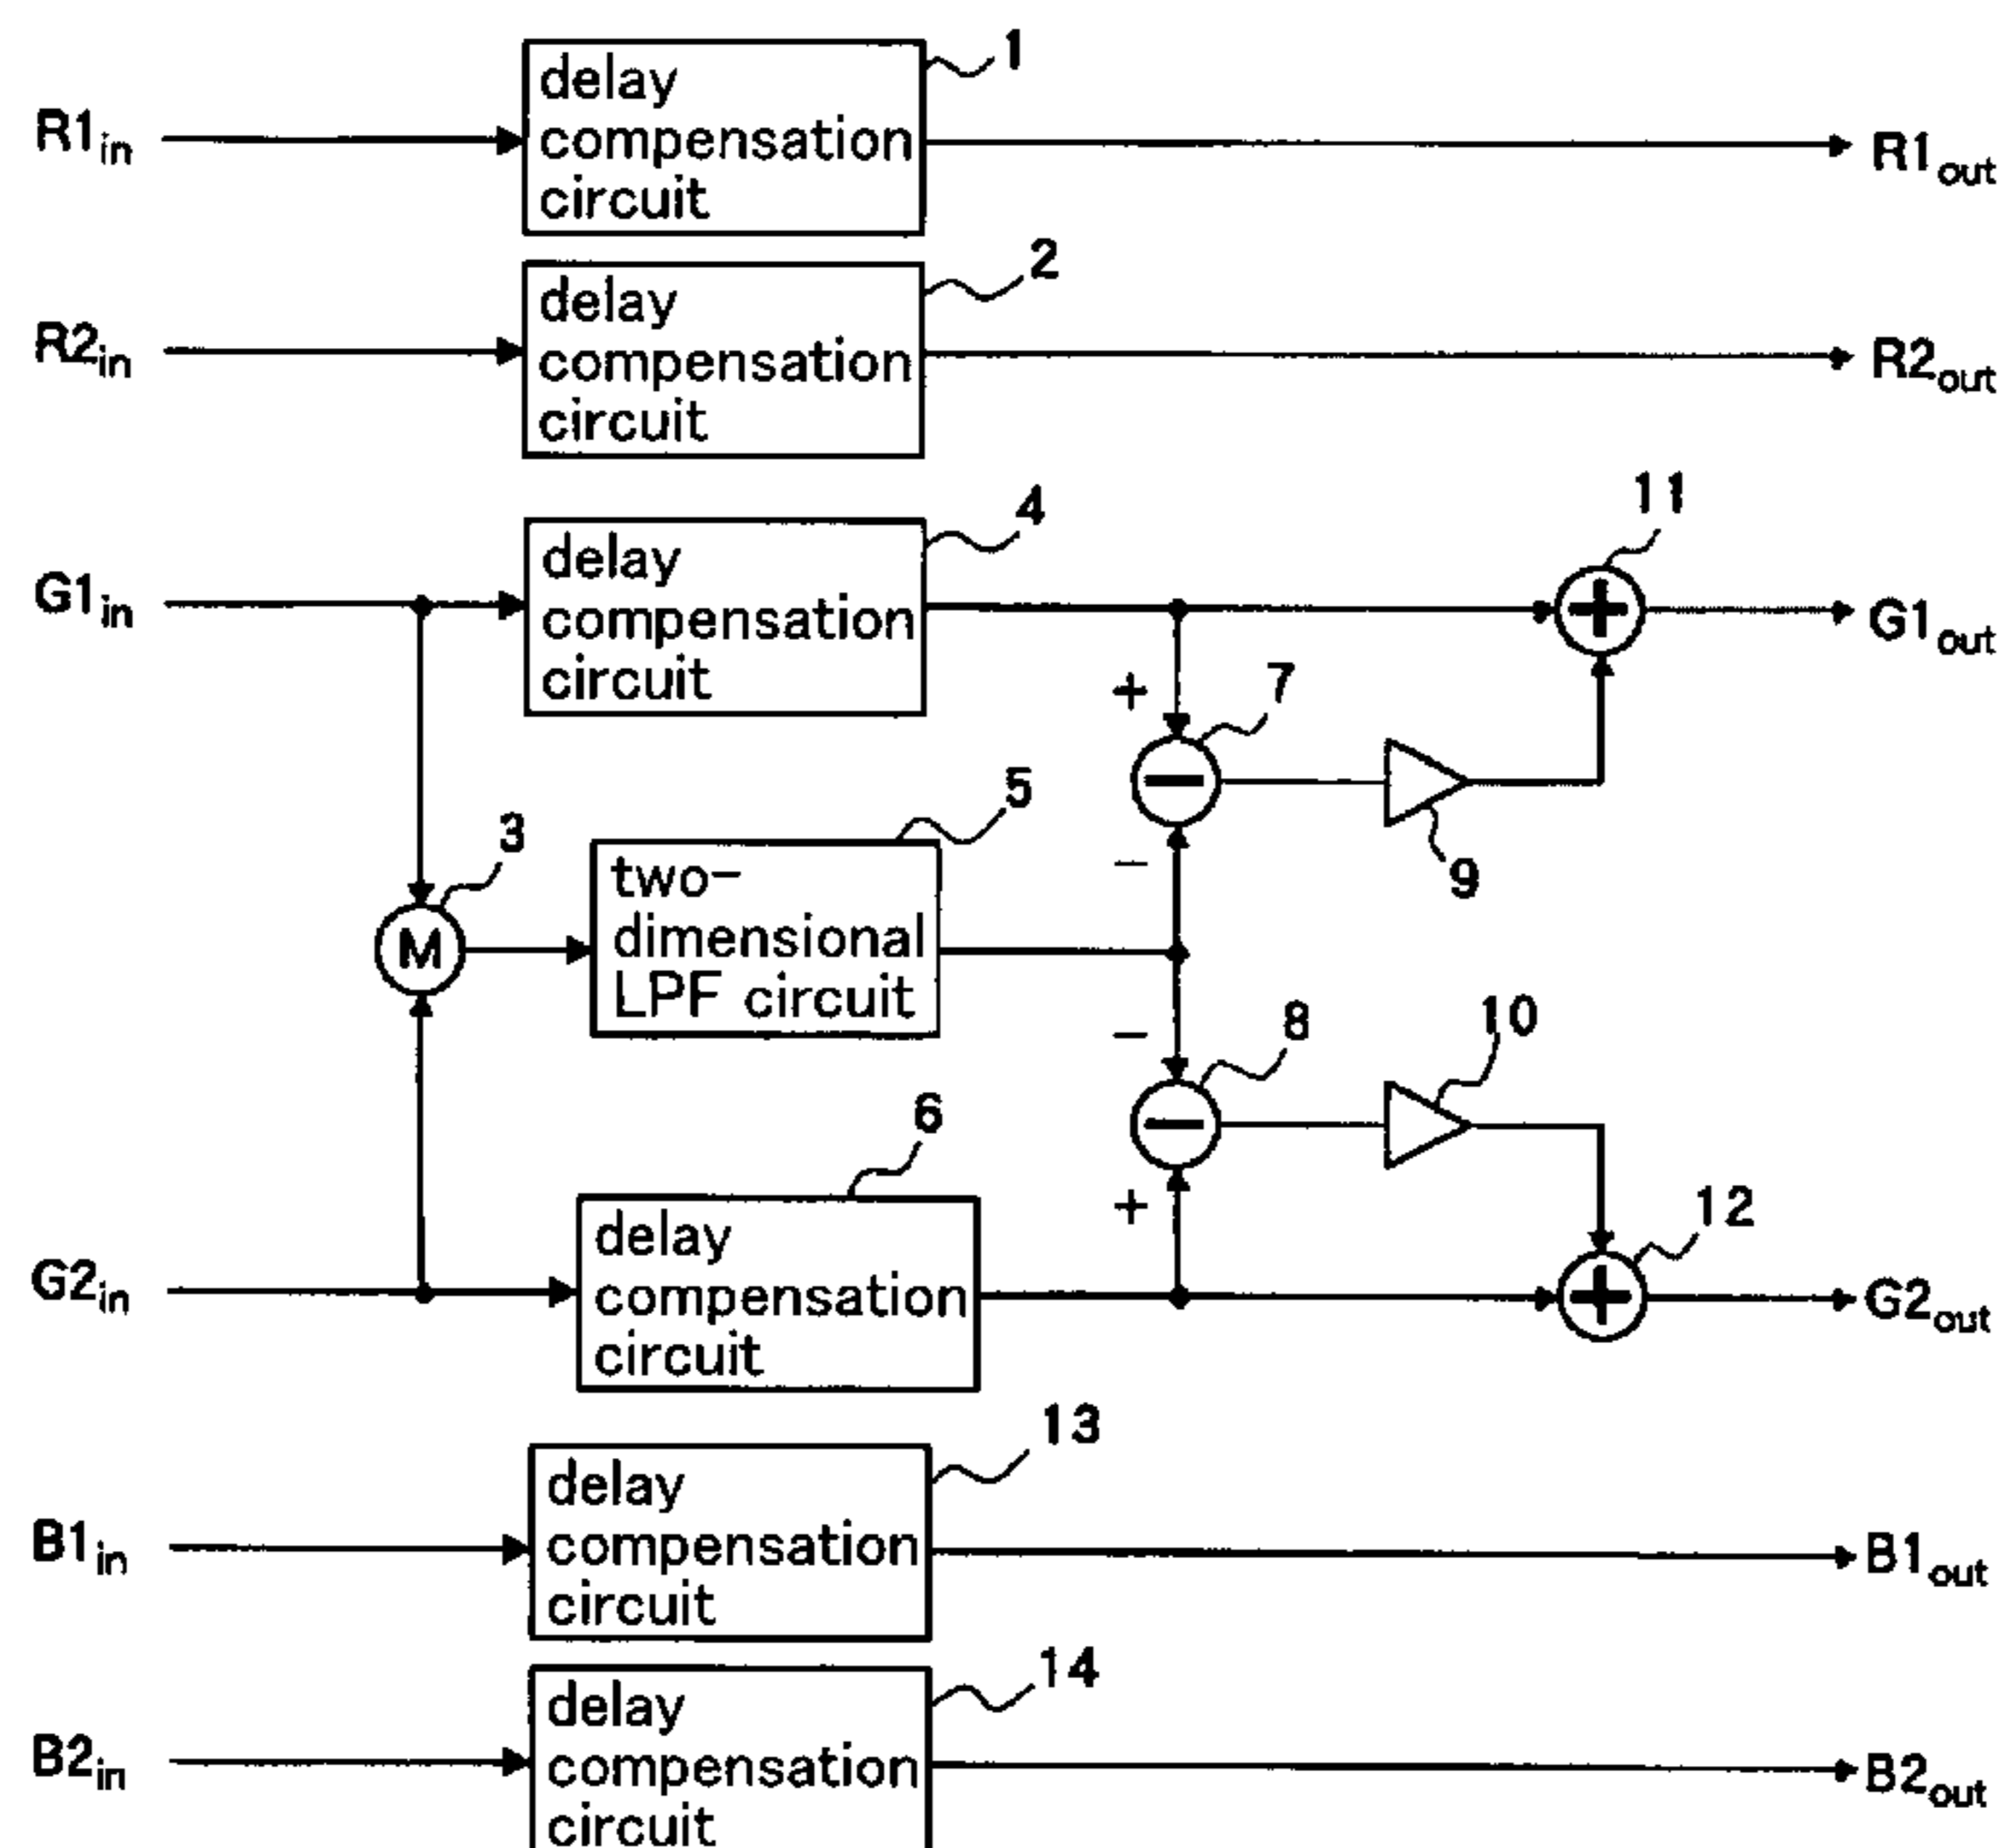 1
R1in
delay
compensation
circuit
R1out
2
R2in
delay
compensation
circuit
R2out
11
4
G1in
delay
compensation
circuit
G1out
+
7
5
3
−
9
M
two-
dimensional
LPF circuit
−
8
10
6
+
12
G2in
delay
compensation
circuit
−
+
G2out
13
B1in
delay
compensation
circuit
B1out
14
B2in
delay
compensation
circuit
B2out